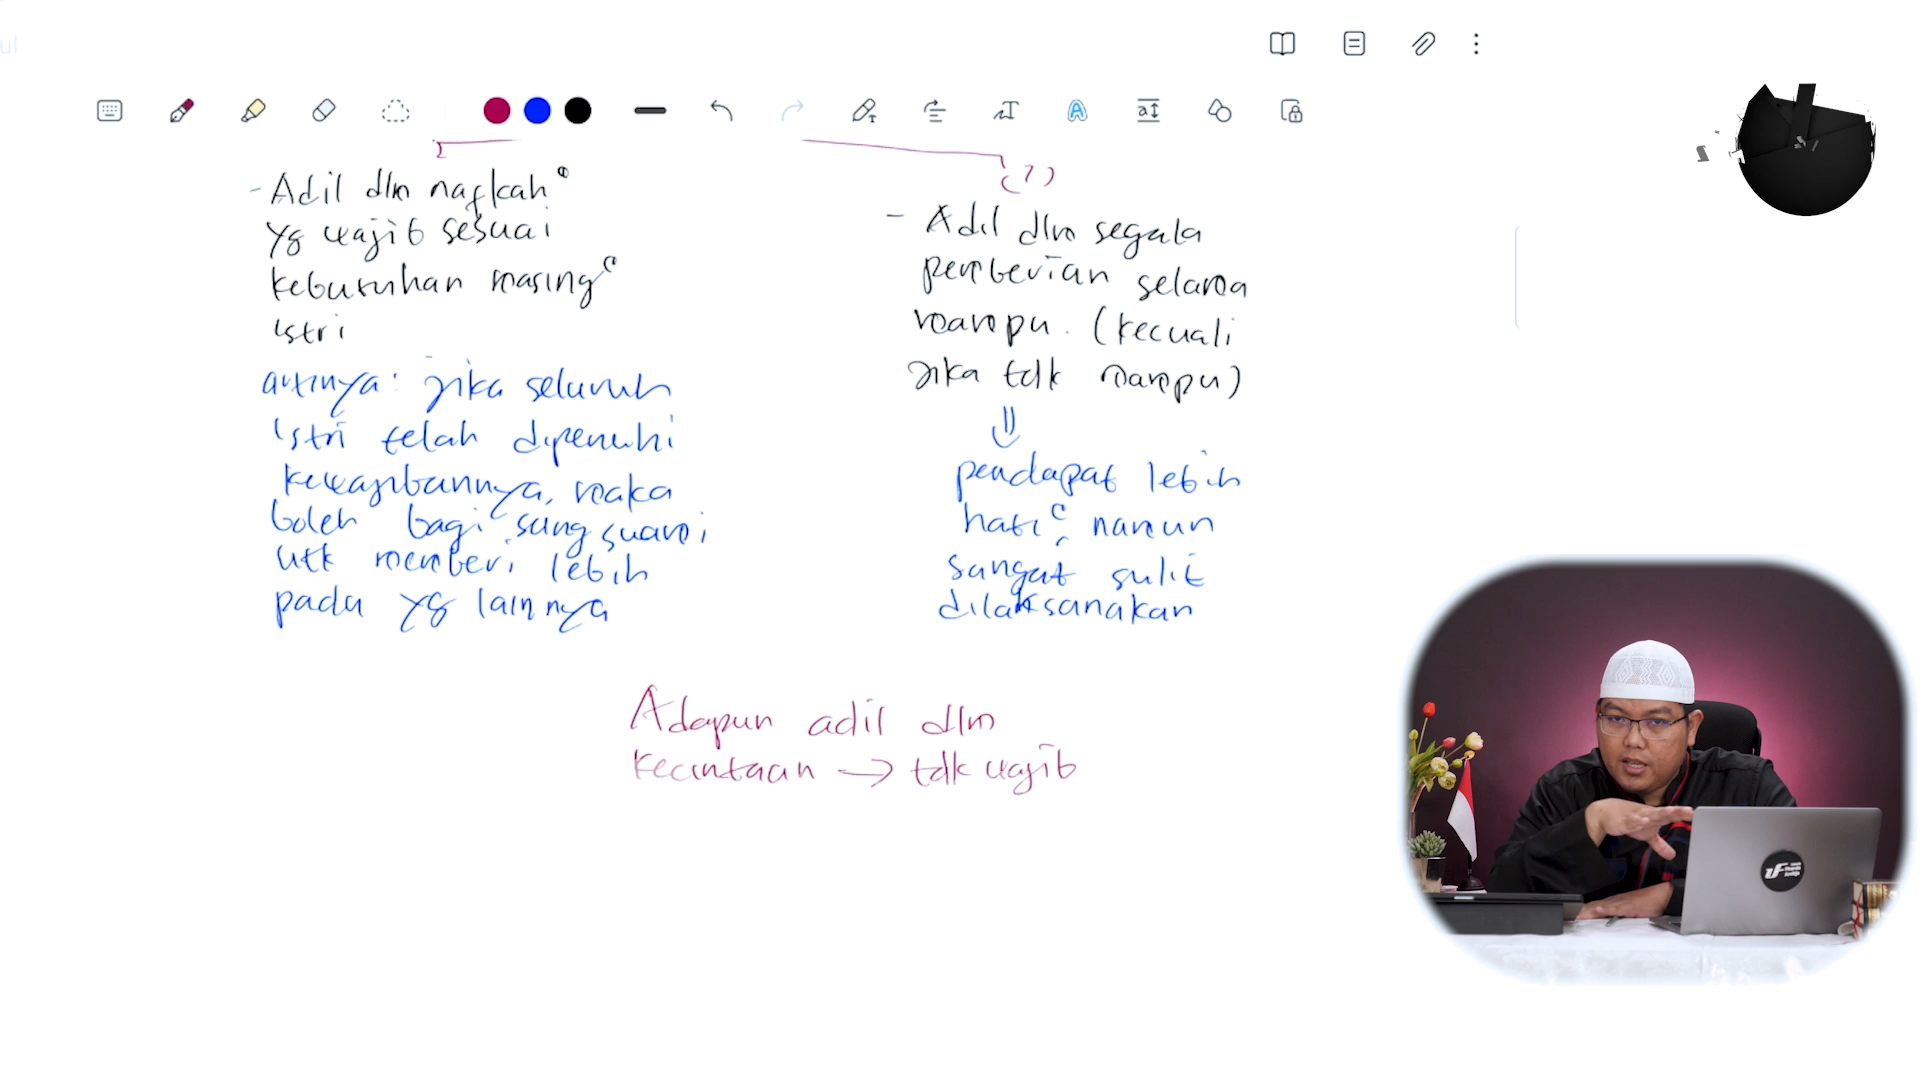 ul
- Adil dlm nafkah²
yg wajib sesuai
kebutuhan masing²
istri
artinya: jika seluruh
istri telah dipenuhi
kewajibannya, maka
boleh bagi sang suami
utk memberi lebih
pada yg lainnya
(?)
- Adil dlm segala
pemberian selama
mampu. (kecuali
jika tdk mampu)
⇓
pendapat lebih
hati², namun
sangat sulit
dilaksanakan
Adapun adil dlm
kecintaan → tdk wajib